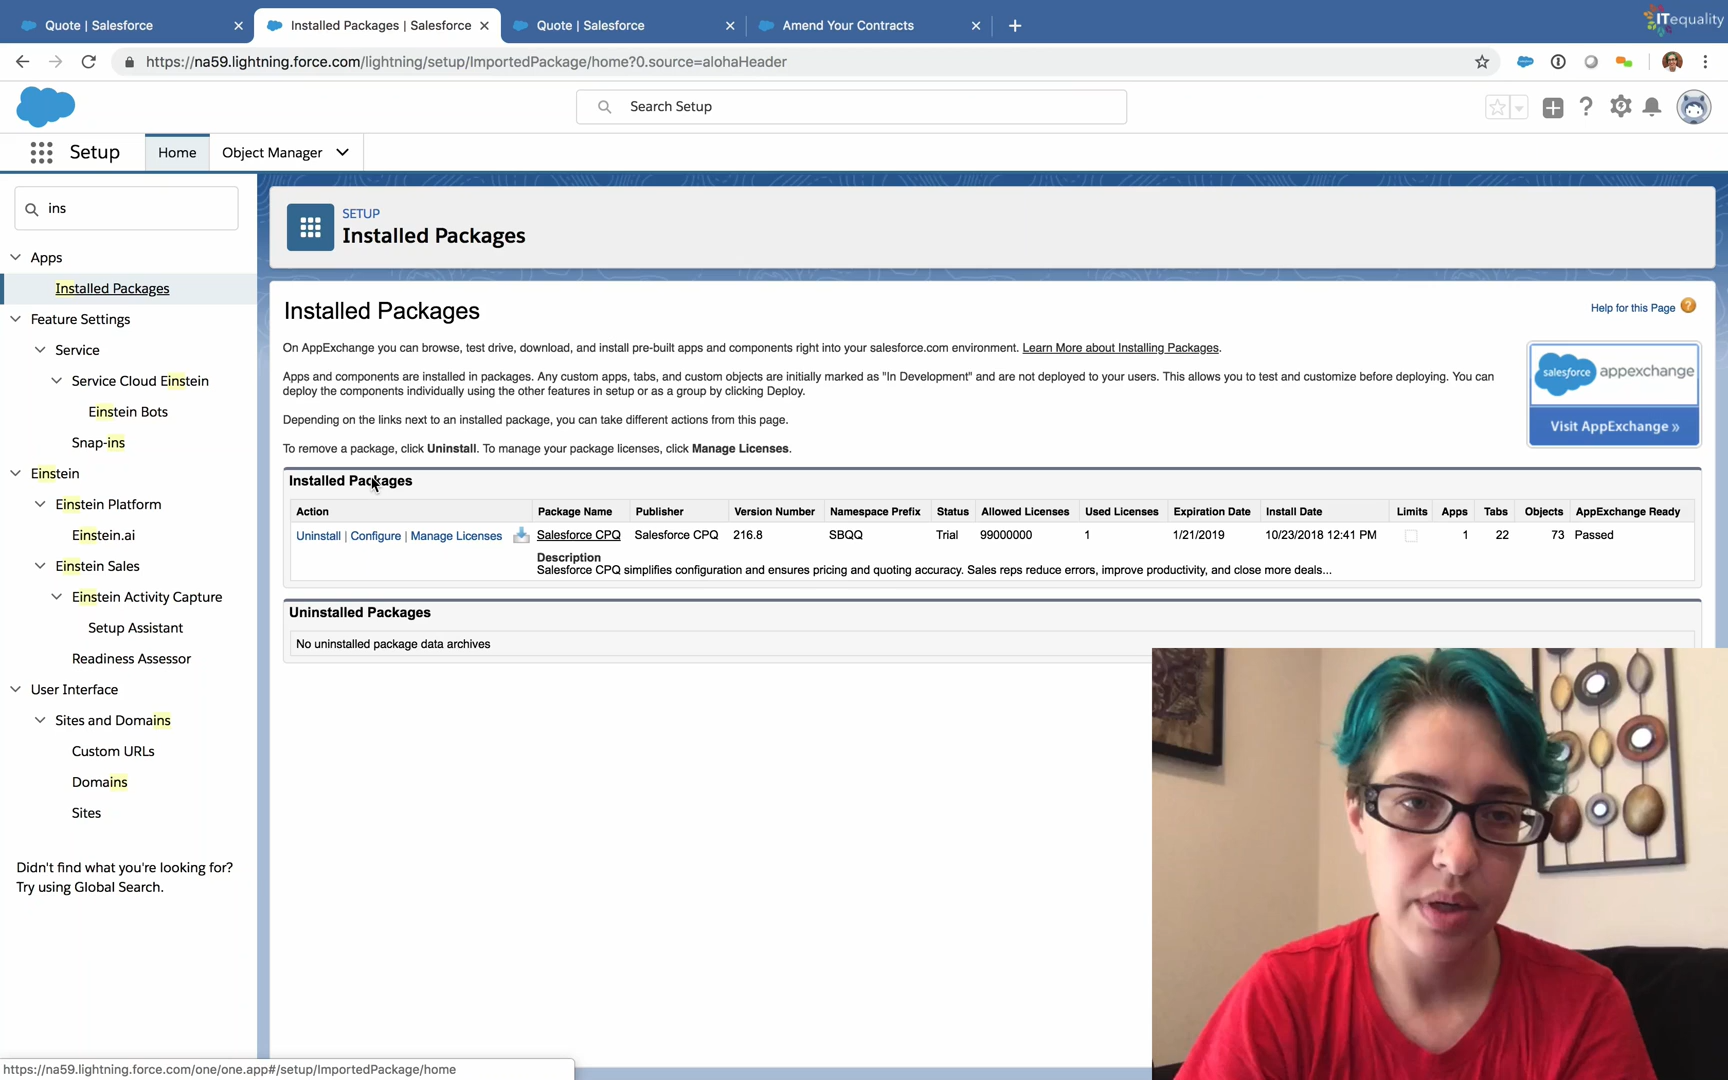 Quote | Salesforce
Installed Packages | Salesforce
Quote | Salesforce
Amend Your Contracts
ITequality
https://na59.lightning.force.com/lightning/setup/ImportedPackage/home?0.source=alohaHeader
Search Setup
Setup
Home
Object Manager
ins
Apps
Installed Packages
Feature Settings
Service
Service Cloud Einstein
Einstein Bots
Snap-ins
Einstein
Einstein Platform
Einstein.ai
Einstein Sales
Einstein Activity Capture
Setup Assistant
Readiness Assessor
User Interface
Sites and Domains
Custom URLs
Domains
Sites
Didn't find what you're looking for?
Try using Global Search.
SETUP
Installed Packages
Installed Packages
Help for this Page ?
On AppExchange you can browse, test drive, download, and install pre-built apps and components right into your salesforce.com environment. Learn More about Installing Packages.
Apps and components are installed in packages. Any custom apps, tabs, and custom objects are initially marked as "In Development" and are not deployed to your users. This allows you to test and customize before deploying. You can
deploy the components individually using the other features in setup or as a group by clicking Deploy.
Depending on the links next to an installed package, you can take different actions from this page.
To remove a package, click Uninstall. To manage your package licenses, click Manage Licenses.
salesforce appexchange
Visit AppExchange »
Installed Packages
Action Package Name Publisher Version Number Namespace Prefix Status Allowed Licenses Used Licenses Expiration Date Install Date Limits Apps Tabs Objects AppExchange Ready
Uninstall | Configure | Manage Licenses Salesforce CPQ Salesforce CPQ 216.8 SBQQ Trial 99000000 1 1/21/2019 10/23/2018 12:41 PM 1 22 73 Passed
Description
Salesforce CPQ simplifies configuration and ensures pricing and quoting accuracy. Sales reps reduce errors, improve productivity, and close more deals...
Uninstalled Packages
No uninstalled package data archives
https://na59.lightning.force.com/one/one.app#/setup/ImportedPackage/home